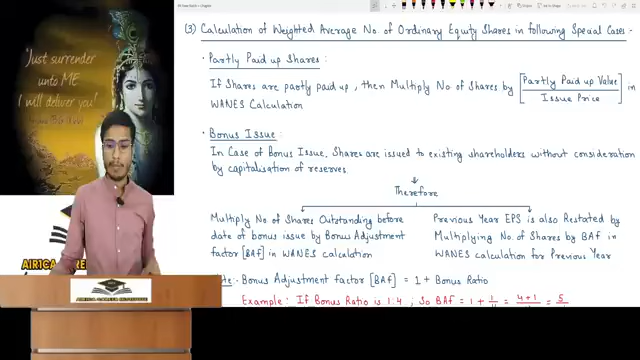 (3) Calculation of Weighted Average No. of Ordinary Equity Shares in following Special Cases :-
"Just surrender
unto ME,
I will deliver you."
• Partly Paid up Shares :
If Shares are partly paid up, then Multiply No of Shares by [Partly Paid up Value / Issue Price] in
WANES Calculation
• Bonus Issue :
In Case of Bonus Issue, Shares are issued to existing shareholders without consideration
by capitalisation of reserves
Therefore
Multiply No of Shares Outstanding before
date of bonus issue by Bonus Adjustment
factor [BAF] in WANES calculation
Previous Year EPS is also Restated by
Multiplying No. of Shares by BAF in
WANES calculation for Previous Year
:- Bonus Adjustment factor [BAF] = 1 + Bonus Ratio
Example : If Bonus Ratio is 1:4 ; So BAF = 1 + 1/4 = 4+1/4 = 5/4
AIR1CA
AIR1CA CAREER INSTITUTE